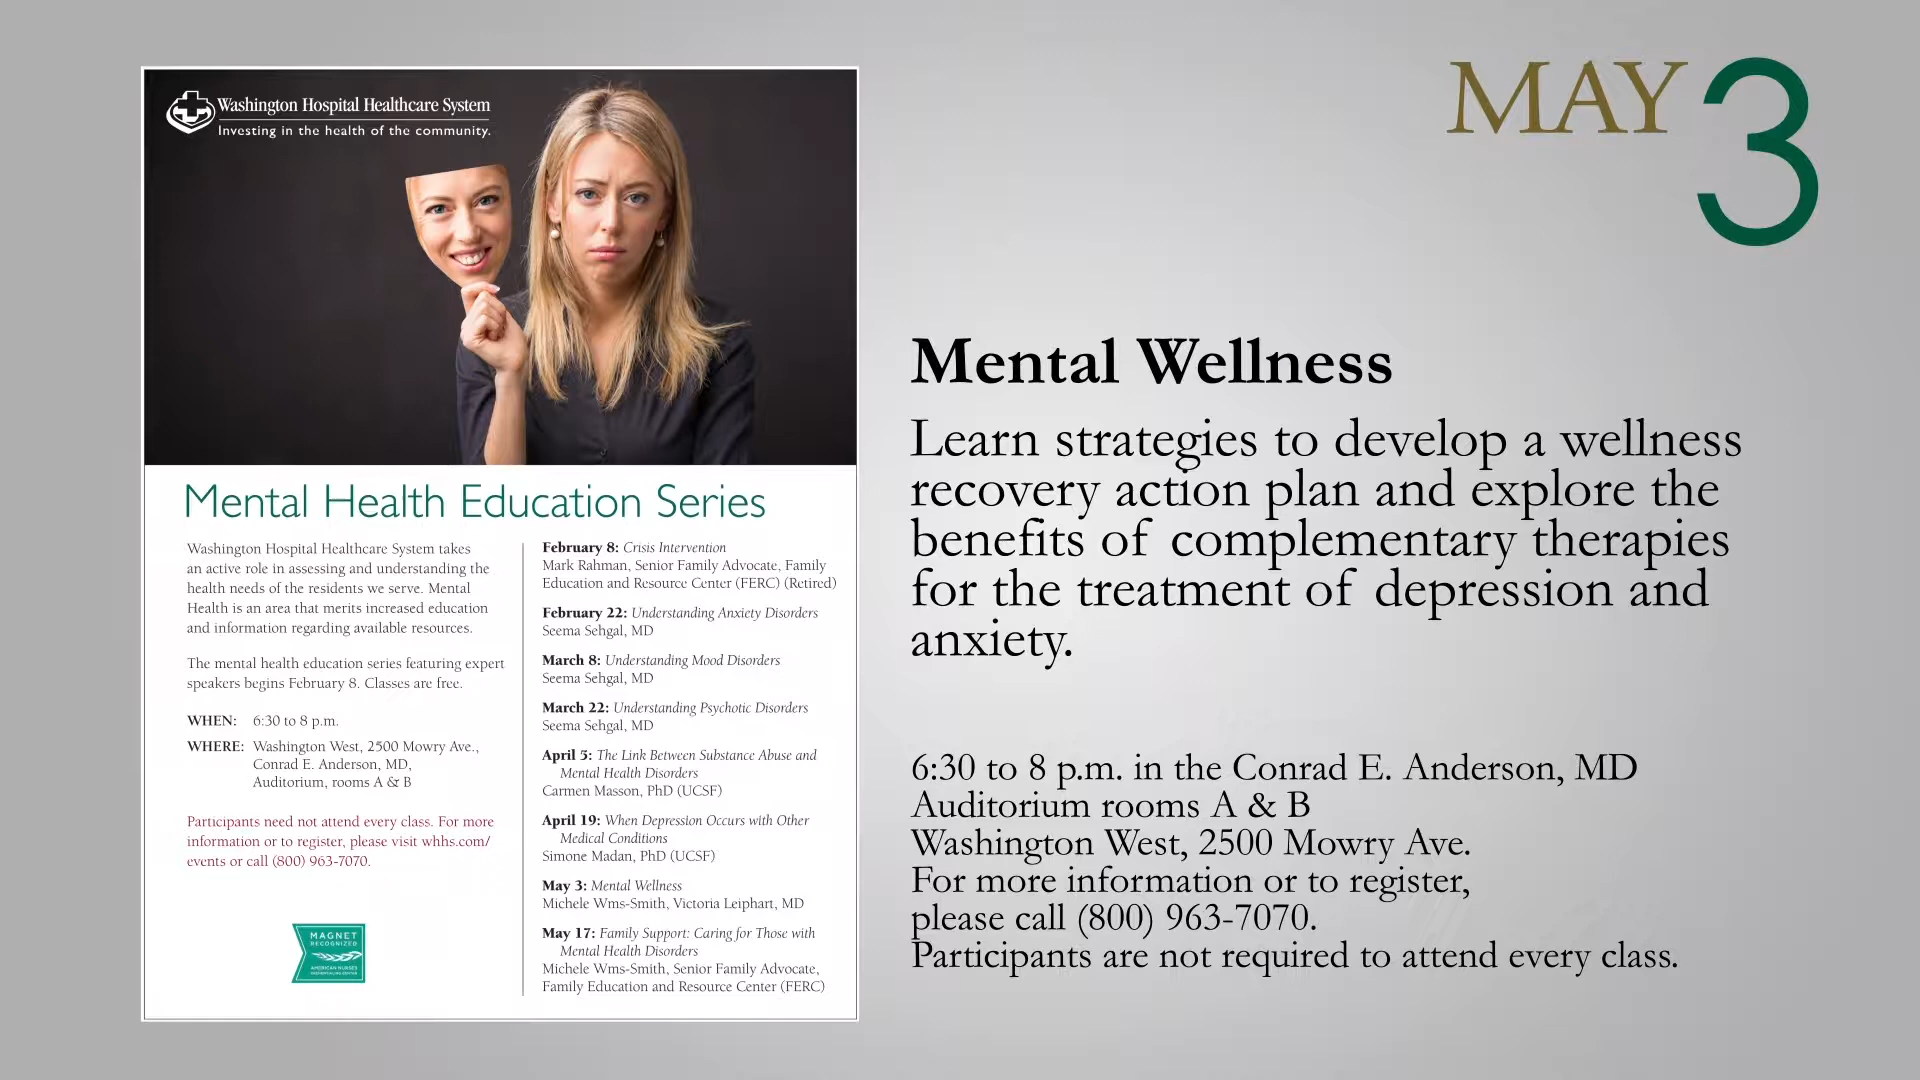 Washington Hospital Healthcare System
Investing in the health of the community.
Mental Health Education Series
Washington Hospital Healthcare System takes
an active role in assessing and understanding the
health needs of the residents we serve. Mental
Health is an area that merits increased education
and information regarding available resources.
The mental health education series featuring expert
speakers begins February 8. Classes are free.
WHEN: 6:30 to 8 p.m.
WHERE: Washington West, 2500 Mowry Ave.,
Conrad E. Anderson, MD,
Auditorium, rooms A & B
Participants need not attend every class. For more
information or to register, please visit whhs.com/
events or call (800) 963-7070.
MAGNET
RECOGNIZED
AMERICAN NURSES
CREDENTIALING CENTER
February 8: Crisis Intervention
Mark Rahman, Senior Family Advocate, Family
Education and Resource Center (FERC) (Retired)
February 22: Understanding Anxiety Disorders
Seema Sehgal, MD
March 8: Understanding Mood Disorders
Seema Sehgal, MD
March 22: Understanding Psychotic Disorders
Seema Sehgal, MD
April 5: The Link Between Substance Abuse and
Mental Health Disorders
Carmen Masson, PhD (UCSF)
April 19: When Depression Occurs with Other
Medical Conditions
Simone Madan, PhD (UCSF)
May 3: Mental Wellness
Michele Wms-Smith, Victoria Leiphart, MD
May 17: Family Support: Caring for Those with
Mental Health Disorders
Michele Wms-Smith, Senior Family Advocate,
Family Education and Resource Center (FERC)
MAY 3
Mental Wellness
Learn strategies to develop a wellness
recovery action plan and explore the
benefits of complementary therapies
for the treatment of depression and
anxiety.
6:30 to 8 p.m. in the Conrad E. Anderson, MD
Auditorium rooms A & B
Washington West, 2500 Mowry Ave.
For more information or to register,
please call (800) 963-7070.
Participants are not required to attend every class.